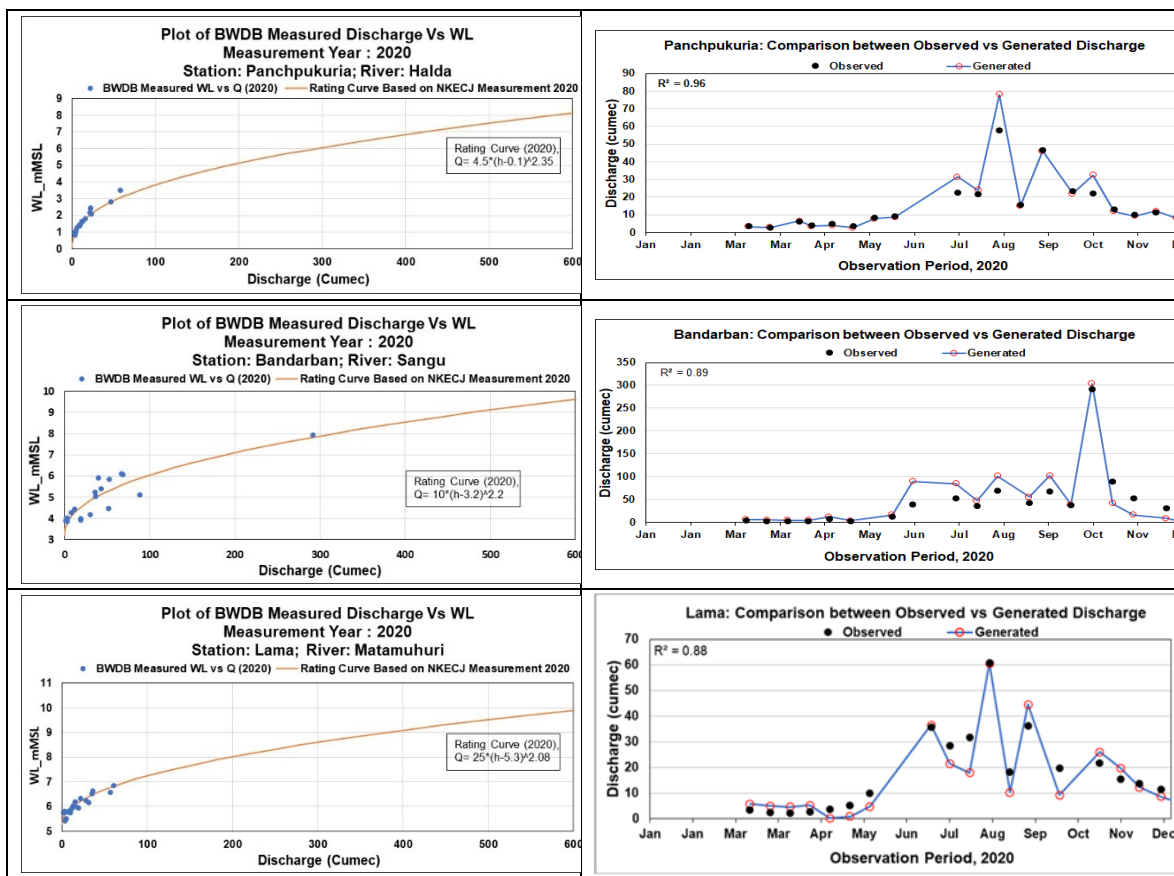 Plot of BWDB Measured Discharge Vs WL
Measurement Year : 2020
Station: Panchpukuria; River: Halda
BWDB Measured WL vs Q (2020) Rating Curve Based on NKECJ Measurement 2020
9
8
7
6
5
4
3
2
1
0
WL_mMSL
Rating Curve (2020),
Q= 4.5*(h-0.1)^2.35
0 100 200 300 400 500 600
Discharge (Cumec)
Panchpukuria: Comparison between Observed vs Generated Discharge
Observed Generated
R² = 0.96
90
80
70
60
50
40
30
20
10
0
Discharge (cumec)
Jan Jan Mar Mar Apr May Jun Jul Aug Sep Oct Nov De
Observation Period, 2020
Plot of BWDB Measured Discharge Vs WL
Measurement Year : 2020
Station: Bandarban; River: Sangu
BWDB Measured WL vs Q (2020) Rating Curve Based on NKECJ Measurement 2020
10
9
8
7
6
5
4
3
WL_mMSL
Rating Curve (2020),
Q= 10*(h-3.2)^2.2
0 100 200 300 400 500 600
Discharge (Cumec)
Bandarban: Comparison between Observed vs Generated Discharge
Observed Generated
R² = 0.89
350
300
250
200
150
100
50
0
Discharge (cumec)
Jan Jan Mar Mar Apr May Jun Jul Aug Sep Oct Nov De
Observation Period, 2020
Plot of BWDB Measured Discharge Vs WL
Measurement Year : 2020
Station: Lama; River: Matamuhuri
BWDB Measured WL vs Q (2020) Rating Curve Based on NKECJ Measurement 2020
11
10
9
8
7
6
5
WL_mMSL
Rating Curve (2020),
Q= 25*(h-5.3)^2.08
0 100 200 300 400 500 600
Discharge (Cumec)
Lama: Comparison between Observed vs Generated Discharge
Observed Generated
R² = 0.88
70
60
50
40
30
20
10
0
Discharge (cumec)
Jan Jan Mar Mar Apr May Jun Jul Aug Sep Oct Nov Dec
Observation Period, 2020